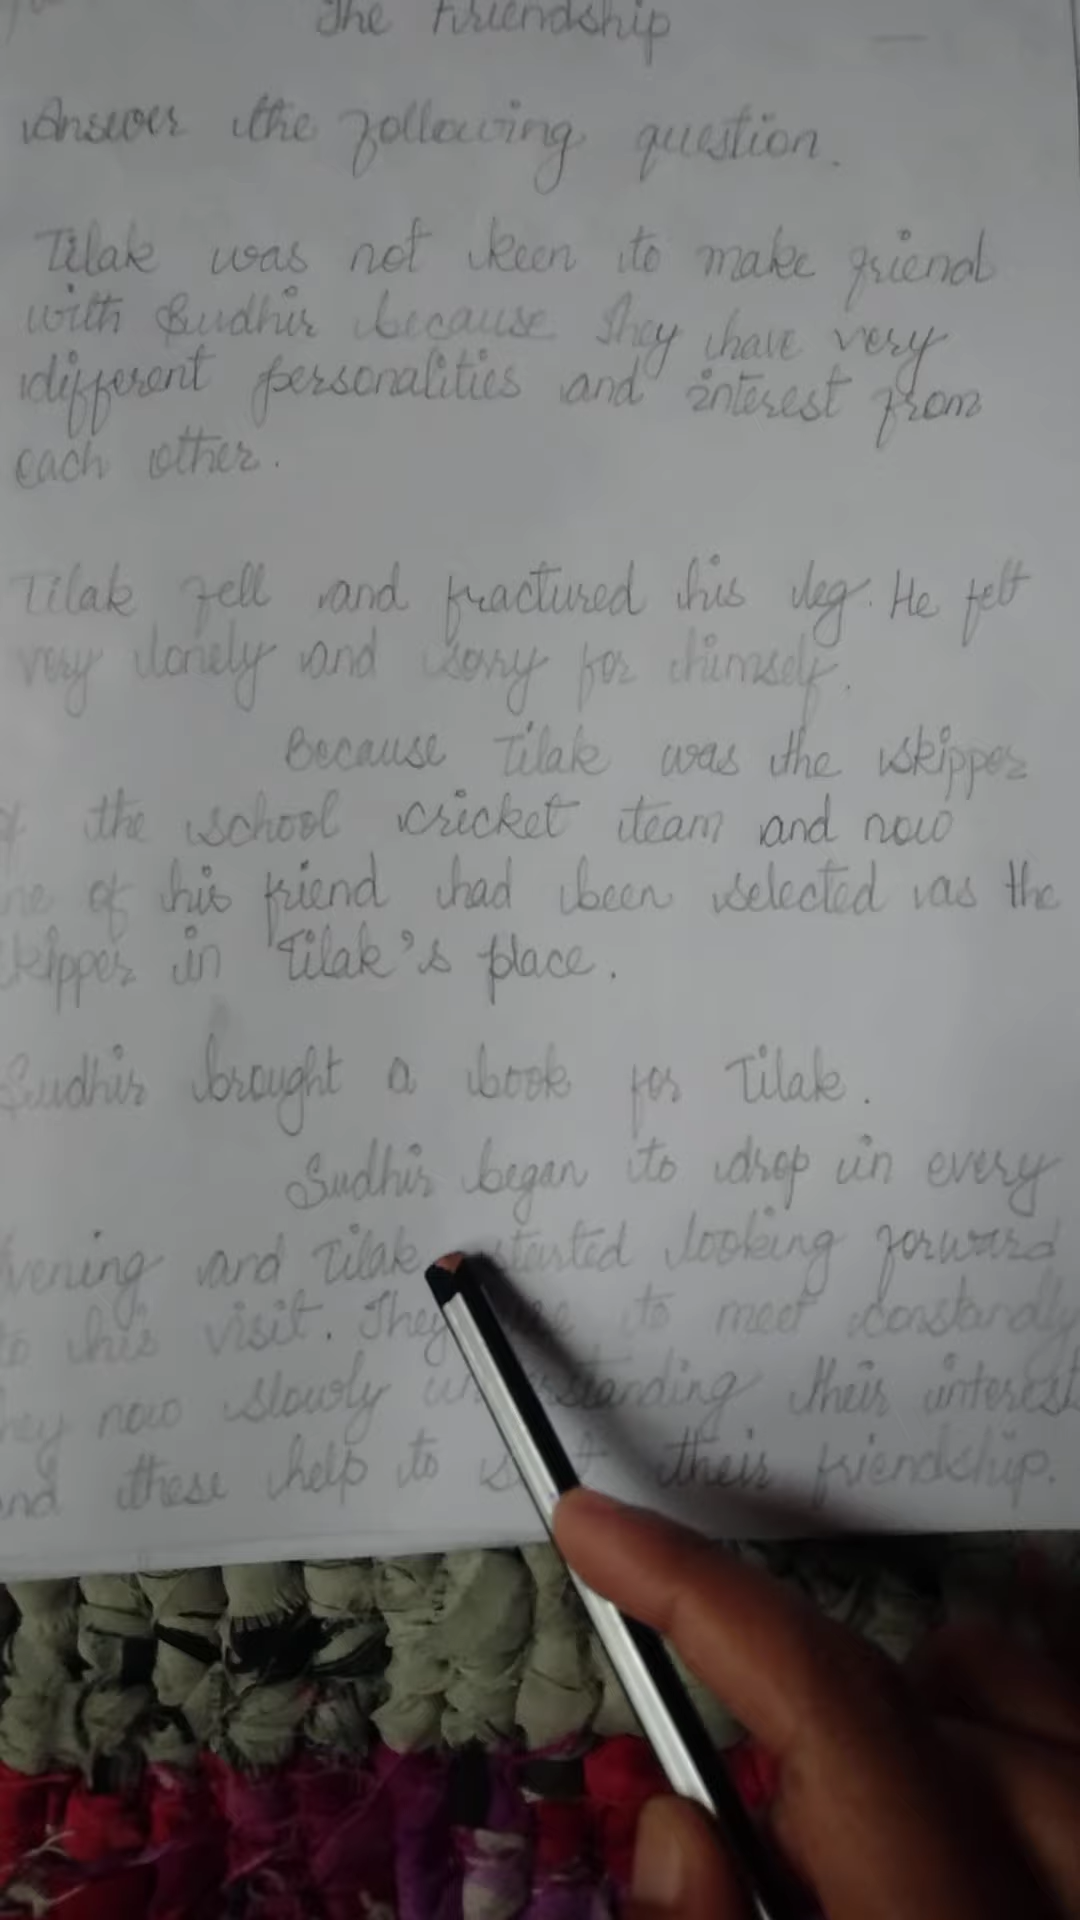 The Friendship
Answer the following question.
Tilak was not keen to make friend
with Sudhir because they have very
different personalities and interest from
each other.
Tilak fell and fractured his leg. He felt
very lonely and sorry for himself.
Because Tilak was the skipper
of the school cricket team and now
of his friend had been selected as the
skipper in Tilak's place.
Sudhir brought a book for Tilak.
Sudhir began to drop in every
evening and Tilak started looking forward
to his visit. They to meet constandly
they now slowly their interest
and these help to their friendship.